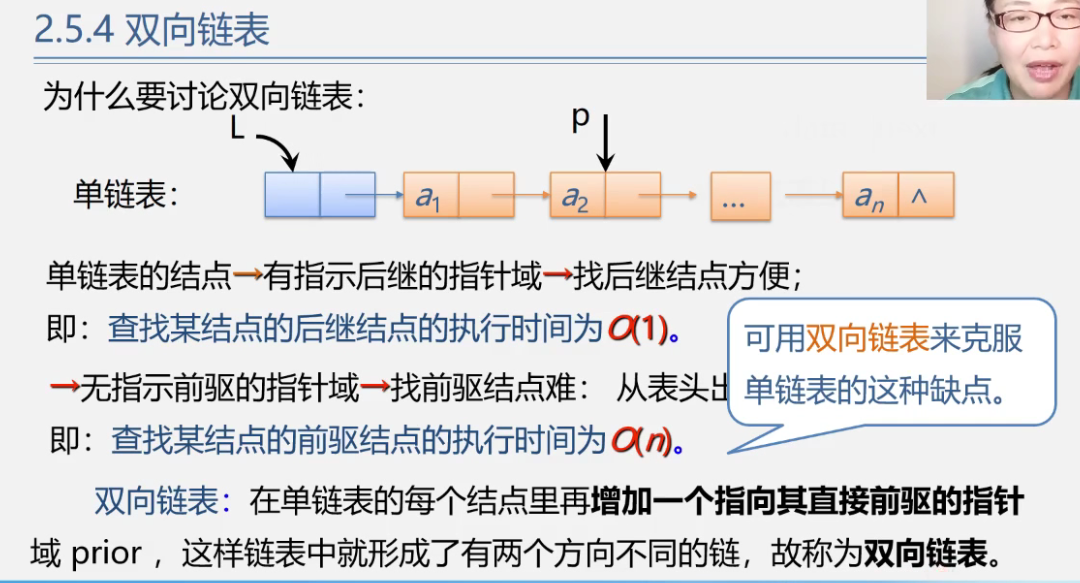 2.5.4 双向链表
为什么要讨论双向链表：
L
p
单链表：
a1
a2
...
an ∧
单链表的结点→有指示后继的指针域→找后继结点方便；
即：查找某结点的后继结点的执行时间为O(1)。
→无指示前驱的指针域→找前驱结点难： 从表头出
即：查找某结点的前驱结点的执行时间为O(n)。
可用双向链表来克服
单链表的这种缺点。
双向链表：在单链表的每个结点里再增加一个指向其直接前驱的指针
域 prior ，这样链表中就形成了有两个方向不同的链，故称为双向链表。